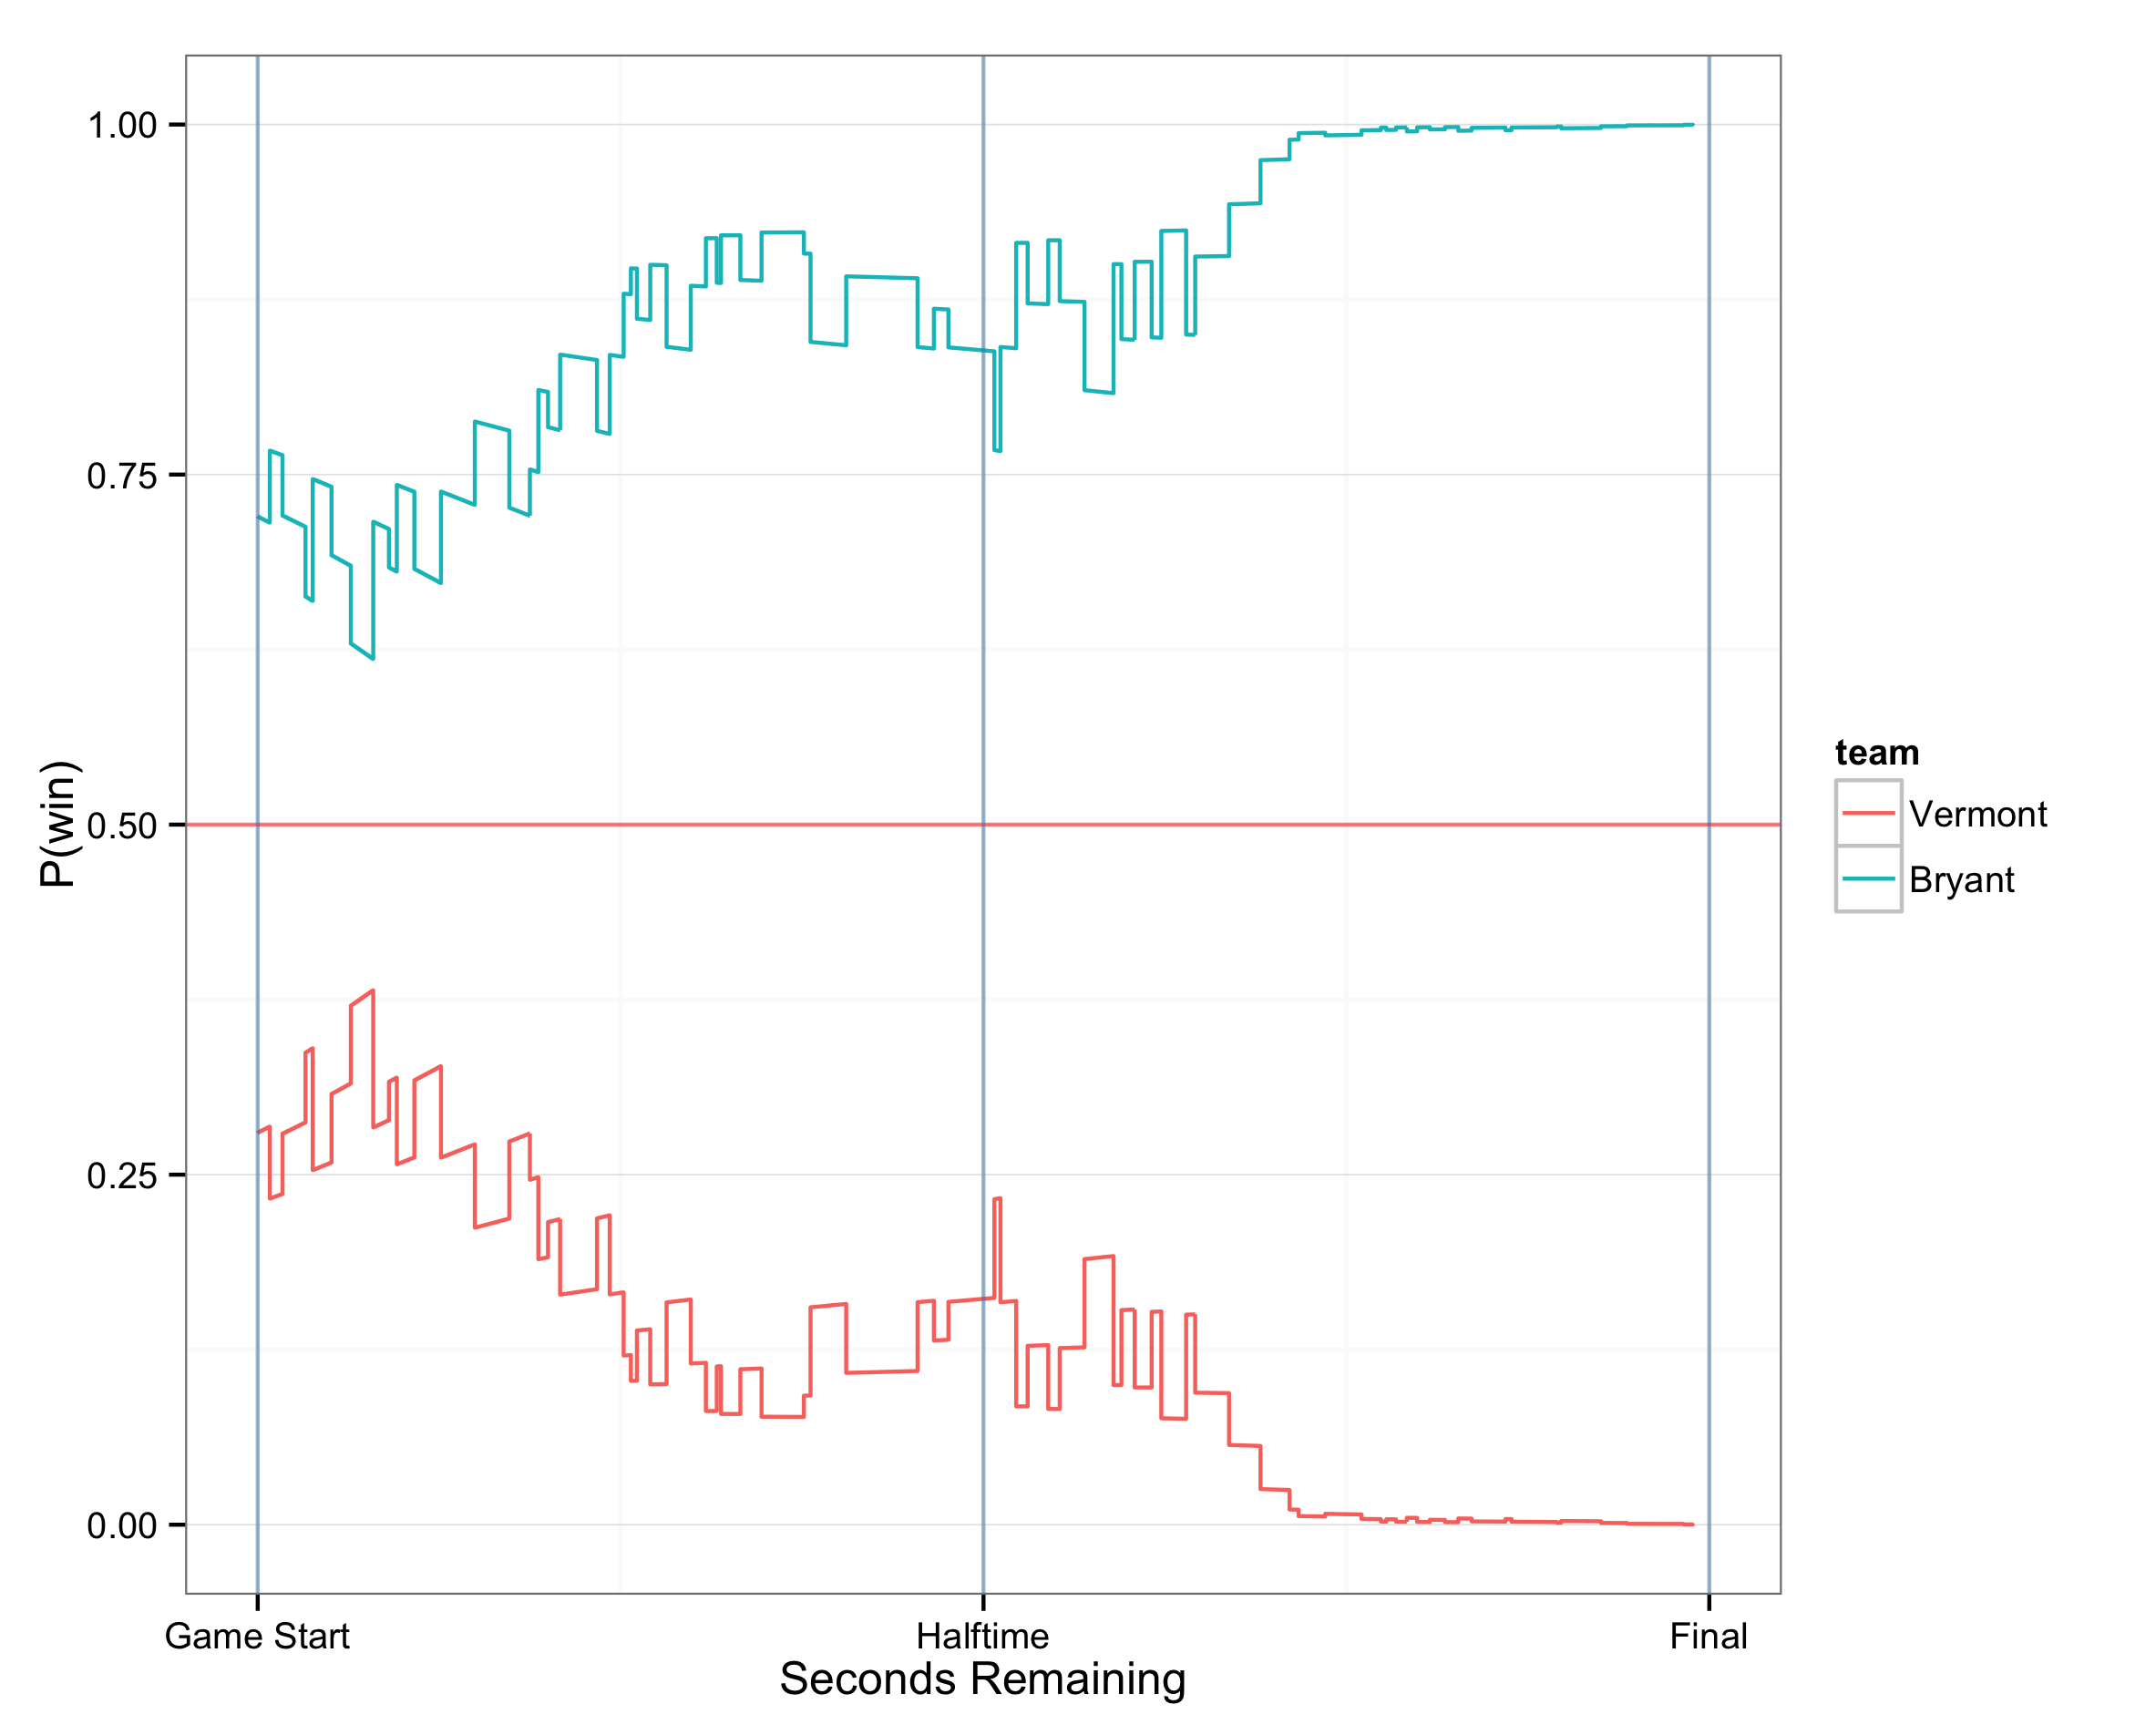 1.00
0.75
0.50
0.25
0.00
P(win)
Game Start
Halftime
Final
Seconds Remaining
team
Vermont
Bryant